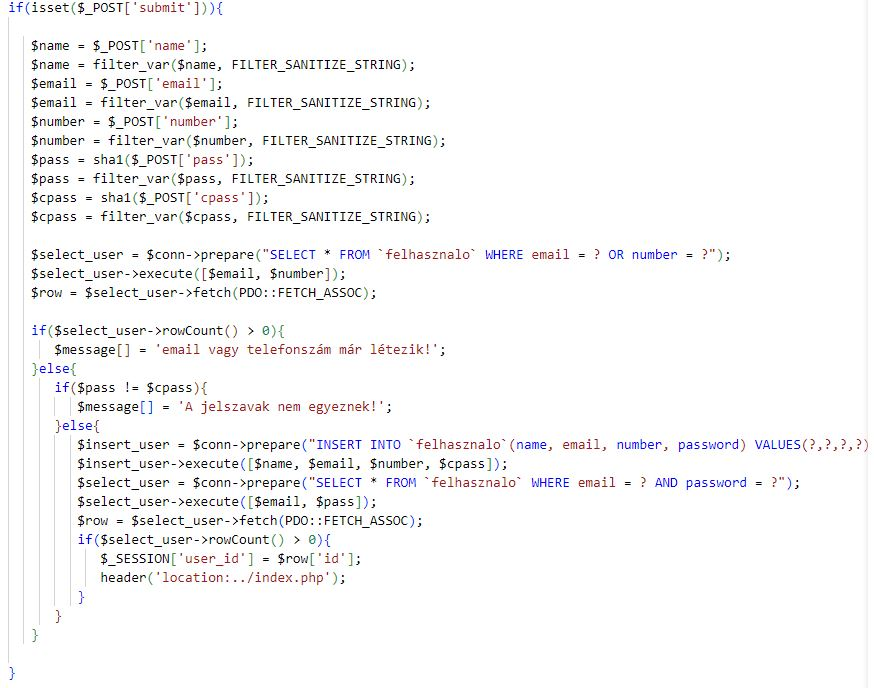 if(isset($_POST['submit'])){
$name = $_POST['name'];
$name = filter_var($name, FILTER_SANITIZE_STRING);
$email = $_POST['email'];
$email = filter_var($email, FILTER_SANITIZE_STRING);
$number = $_POST['number'];
$number = filter_var($number, FILTER_SANITIZE_STRING);
$pass = sha1($_POST['pass']);
$pass = filter_var($pass, FILTER_SANITIZE_STRING);
$cpass = sha1($_POST['cpass']);
$cpass = filter_var($cpass, FILTER_SANITIZE_STRING);
$select_user = $conn->prepare("SELECT * FROM `felhasznalo` WHERE email = ? OR number = ?");
$select_user->execute([$email, $number]);
$row = $select_user->fetch(PDO::FETCH_ASSOC);
if($select_user->rowCount() > 0){
$message[] = 'email vagy telefonszám már létezik!';
}else{
if($pass != $cpass){
$message[] = 'A jelszavak nem egyeznek!';
}else{
$insert_user = $conn->prepare("INSERT INTO `felhasznalo`(name, email, number, password) VALUES(?,?,?,?)
$insert_user->execute([$name, $email, $number, $cpass]);
$select_user = $conn->prepare("SELECT * FROM `felhasznalo` WHERE email = ? AND password = ?");
$select_user->execute([$email, $pass]);
$row = $select_user->fetch(PDO::FETCH_ASSOC);
if($select_user->rowCount() > 0){
$_SESSION['user_id'] = $row['id'];
header('location:../index.php');
}
}
}
}